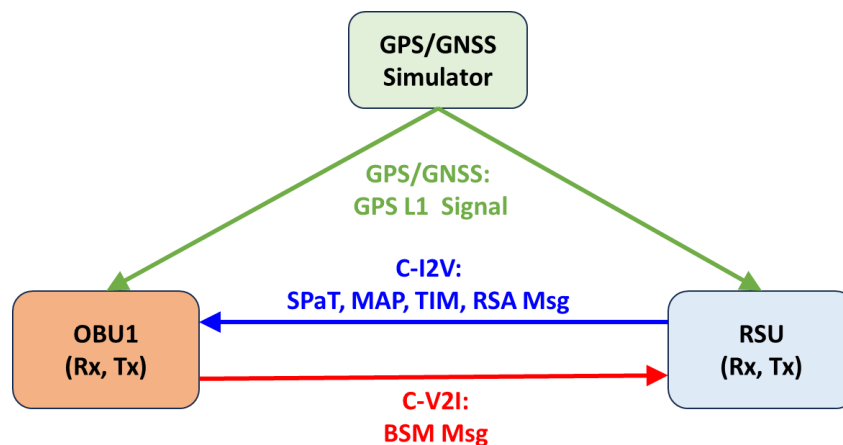 GPS/GNSS
Simulator
GPS/GNSS:
GPS L1 Signal
C-I2V:
SPaT, MAP, TIM, RSA Msg
OBU1
(Rx, Tx)
RSU
(Rx, Tx)
C-V2I:
BSM Msg